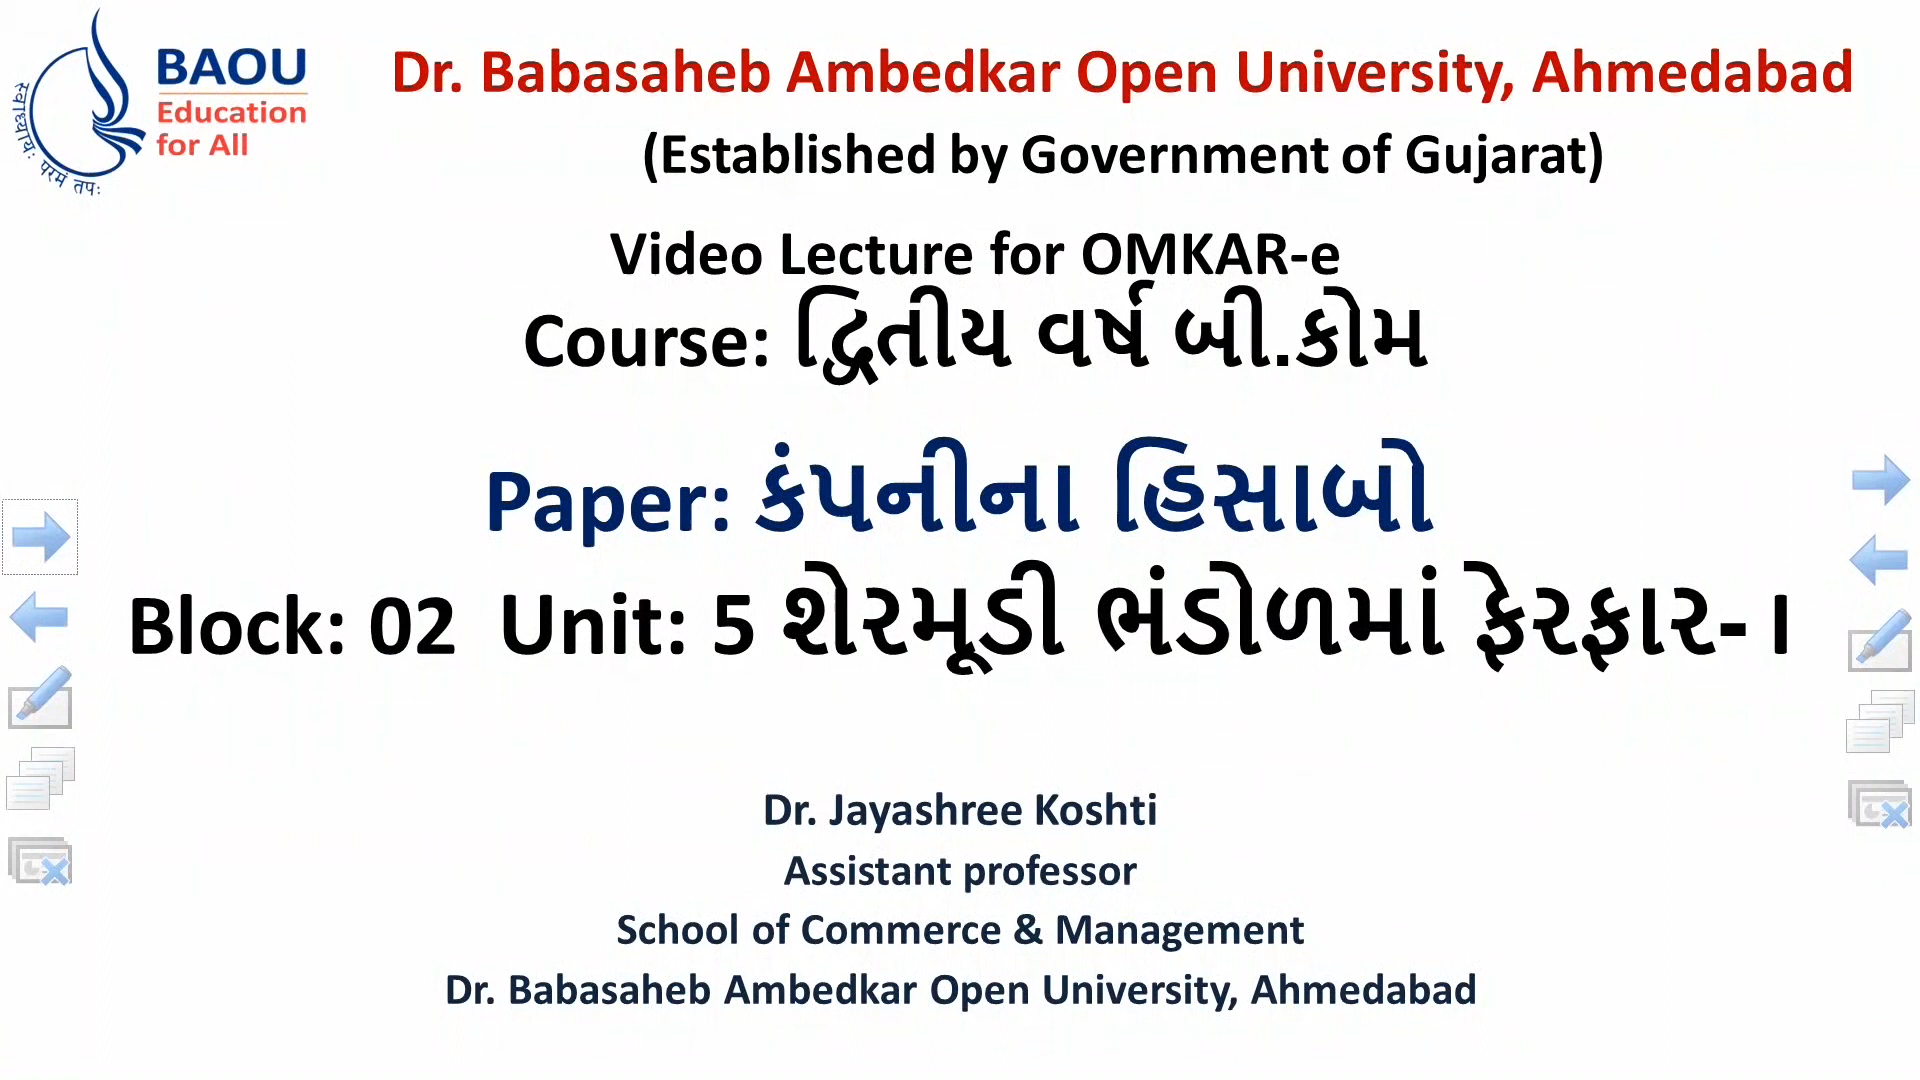 BAOU
Education
for All
स्वाध्यायः परमं तपः
Dr. Babasaheb Ambedkar Open University, Ahmedabad
(Established by Government of Gujarat)
Video Lecture for OMKAR-e
Course: દ્વિતીય વર્ષ બી.કોમ
Paper: કંપનીના હિસાબો
Block: 02 Unit: 5 શેરમૂડી ભંડોળમાં ફેરફાર- I
Dr. Jayashree Koshti
Assistant professor
School of Commerce & Management
Dr. Babasaheb Ambedkar Open University, Ahmedabad